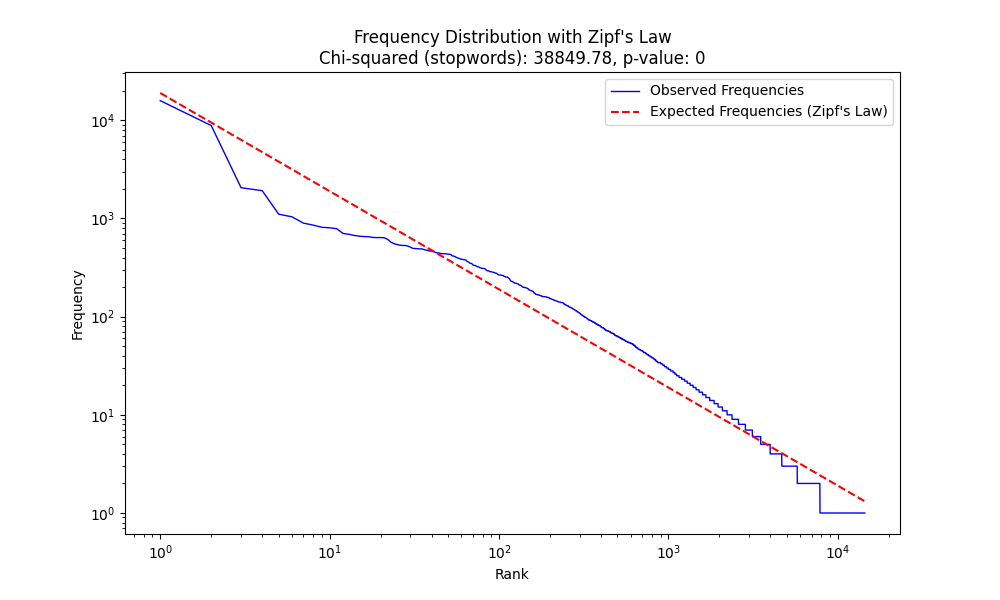 Frequency Distribution with Zipf's Law
Chi-squared (stopwords): 38849.78, p-value: 0
Observed Frequencies
Expected Frequencies (Zipf's Law)
Frequency
10⁴
10³
10²
10¹
10⁰
10⁰ 10¹ 10² 10³ 10⁴
Rank